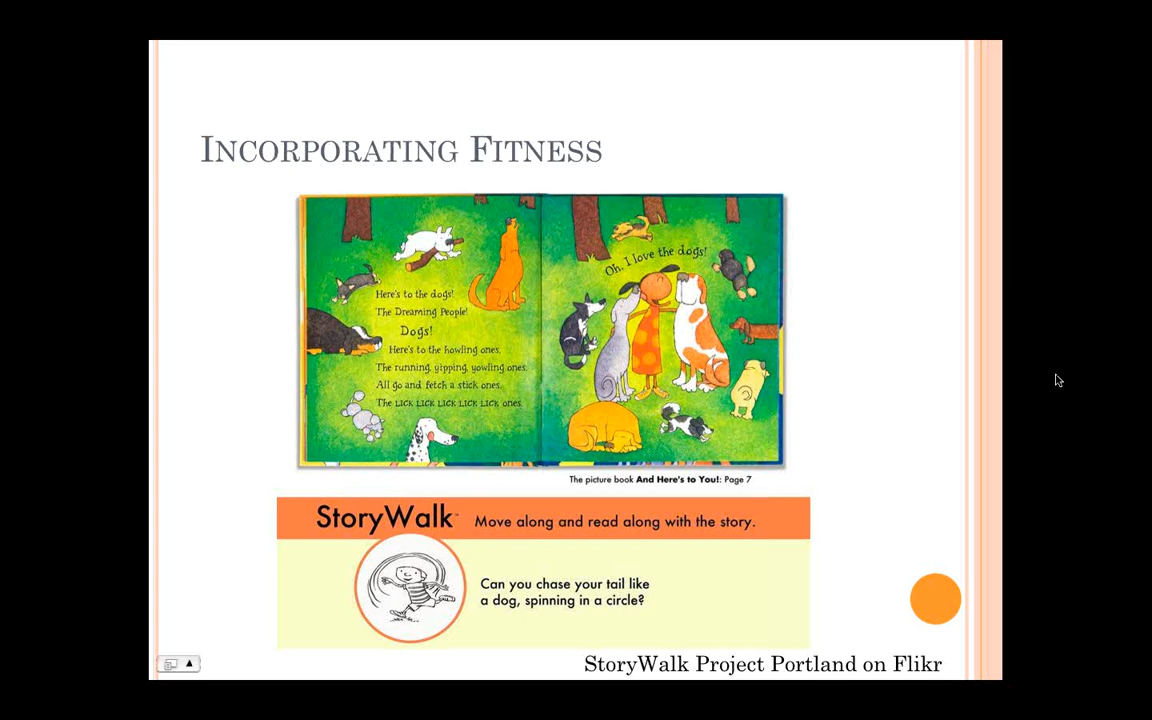 INCORPORATING FITNESS
Here's to the dogs!
The Dreaming People!
Dogs!
Here's to the howling ones,
The running, yipping, yowling ones,
All go and fetch a stick ones,
The LICK LICK LICK LICK LICK ones.
Oh, I love the dogs!
The picture book And Here's to You!: Page 7
StoryWalk™ Move along and read along with the story.
Can you chase your tail like
a dog, spinning in a circle?
StoryWalk Project Portland on Flikr